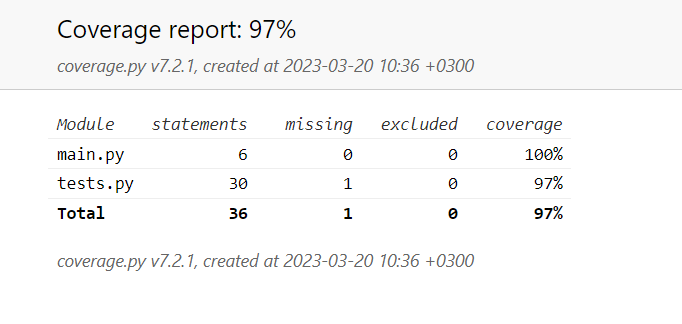 Coverage report: 97%
coverage.py v7.2.1, created at 2023-03-20 10:36 +0300
Module statements missing excluded coverage
main.py 6 0 0 100%
tests.py 30 1 0 97%
Total 36 1 0 97%
coverage.py v7.2.1, created at 2023-03-20 10:36 +0300